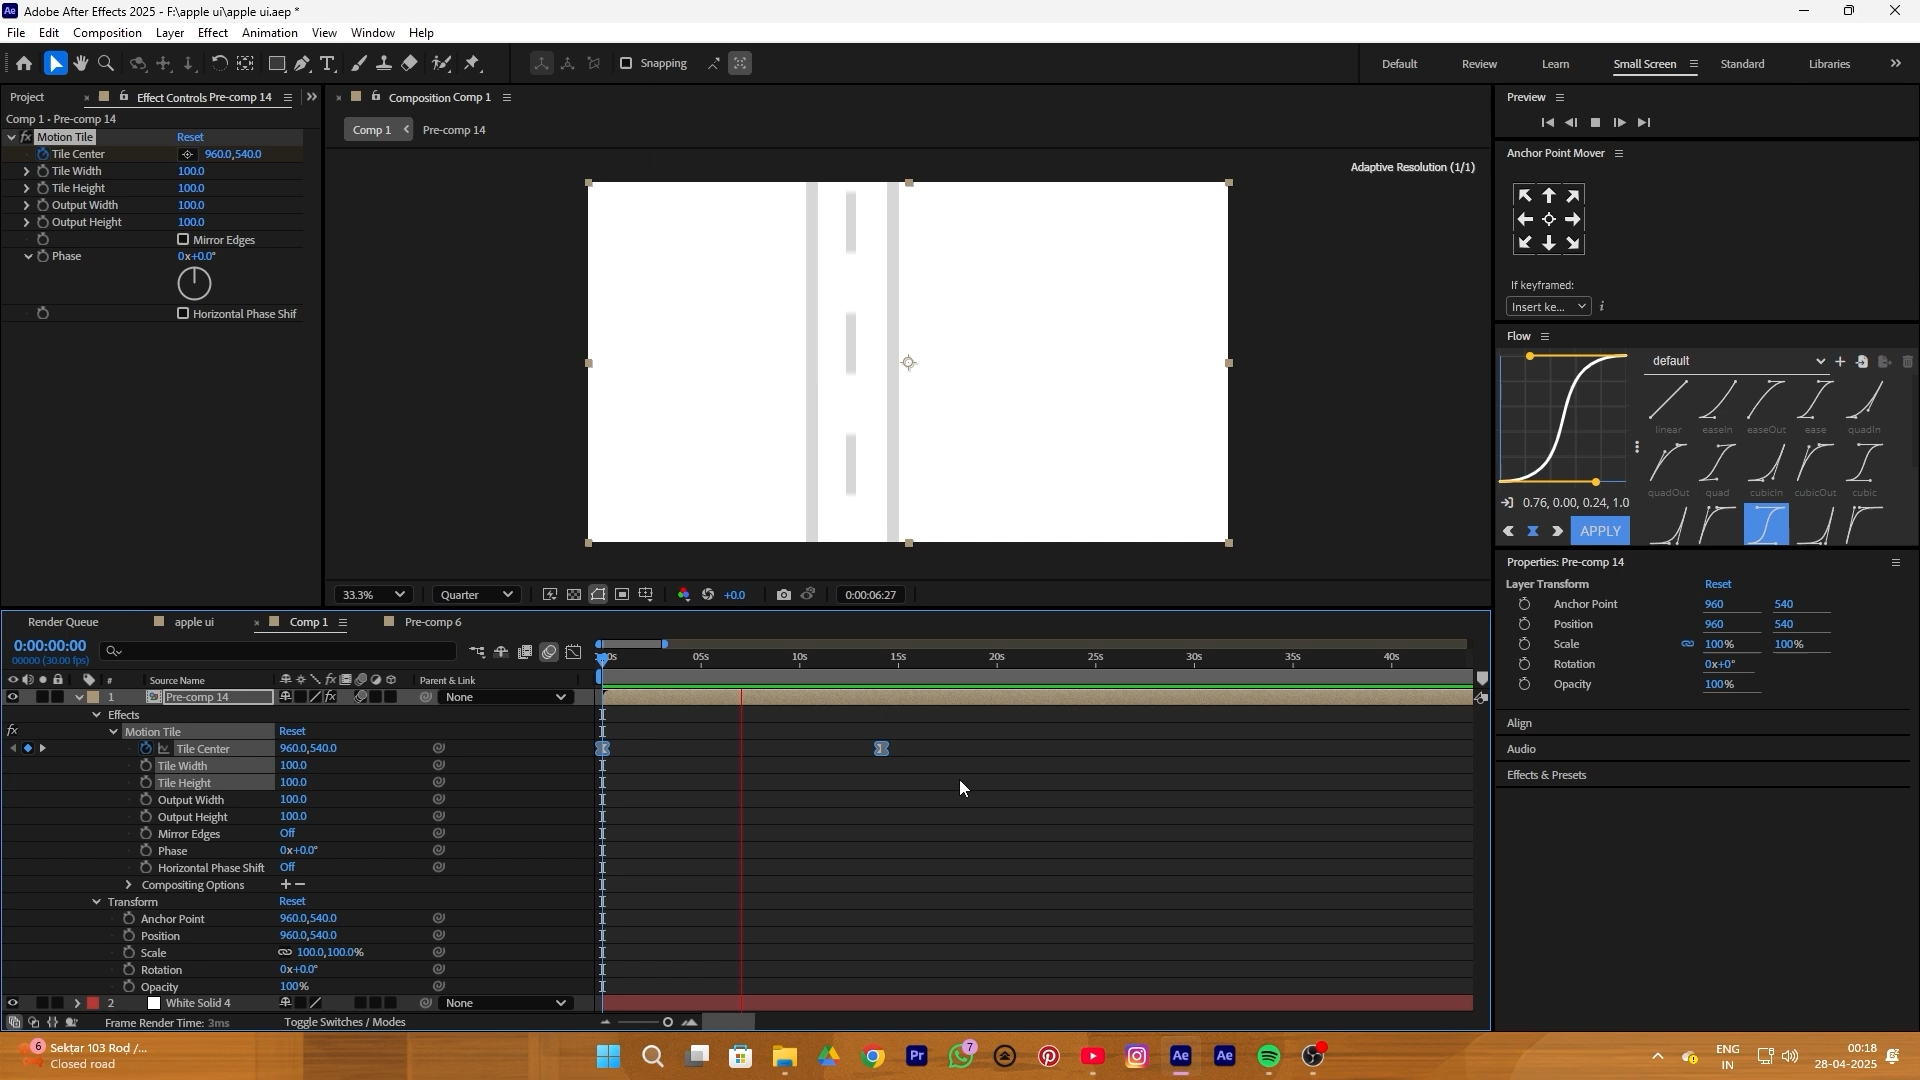 Adobe After Effects 2025 - F:\apple ui\apple ui.aep *
File Edit Composition Layer Effect Animation View Window Help
Snapping Default Review Learn Small Screen Standard Libraries
Project Effect Controls Pre-comp 14
Comp 1 • Pre-comp 14
Motion Tile Reset
Tile Center 960.0,540.0
Tile Width 100.0
Tile Height 100.0
Output Width 100.0
Output Height 100.0
Mirror Edges
Phase 0x+0.0°
Horizontal Phase Shif
Composition Comp 1
Comp 1 Pre-comp 14
Adaptive Resolution (1/1)
33.3% Quarter +0.0 0:00:06:27
Preview
Anchor Point Mover
If keyframed:
Insert ke...
Flow
default
linear easeIn easeOut ease quadIn
quadOut quad cubicIn cubicOut cubic
0.76, 0.00, 0.24, 1.0
APPLY
Properties: Pre-comp 14
Layer Transform Reset
Anchor Point 960 540
Position 960 540
Scale 100% 100%
Rotation 0x+0°
Opacity 100%
Align
Audio
Effects & Presets
Render Queue apple ui Comp 1 Pre-comp 6
0:00:00:00
00000 (30.00 fps)
05s 10s 15s 20s 25s 30s 35s 40s
# Source Name Parent & Link
1 Pre-comp 14 None
Effects
Motion Tile Reset
Tile Center 960.0,540.0
Tile Width 100.0
Tile Height 100.0
Output Width 100.0
Output Height 100.0
Mirror Edges Off
Phase 0x+0.0°
Horizontal Phase Shift Off
Compositing Options
Transform Reset
Anchor Point 960.0,540.0
Position 960.0,540.0
Scale 100.0,100.0%
Rotation 0x+0.0°
Opacity 100%
2 White Solid 4 None
Frame Render Time: 3ms Toggle Switches / Modes
6 Sektar 103 Rod /...
Closed road
Pr 7 Ae Ae
ENG
IN
00:18
28-04-2025